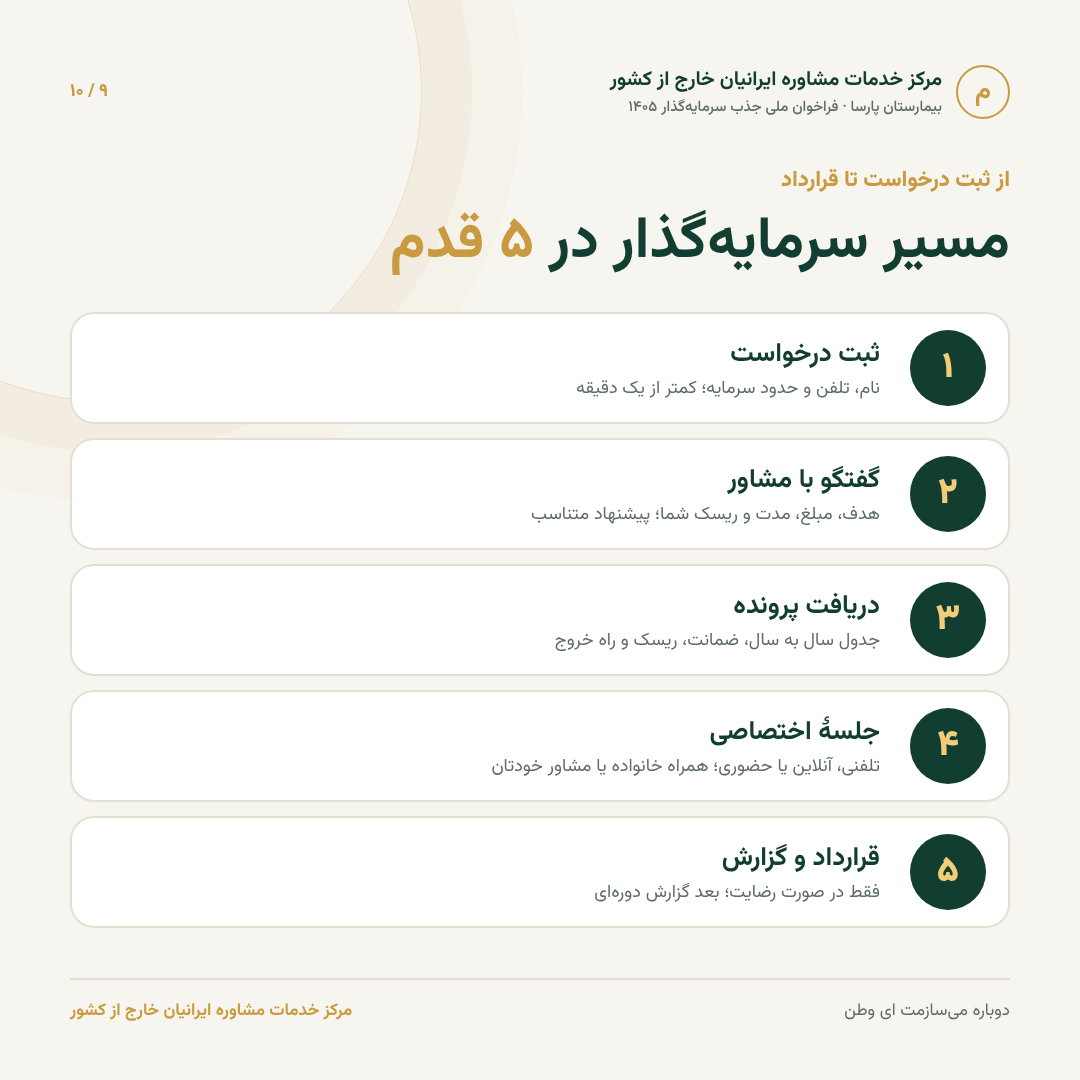 م
مرکز خدمات مشاوره ایرانیان خارج از کشور
بیمارستان پارسا · فراخوان ملی جذب سرمایه‌گذار ۱۴۰۵
۹ / ۱۰
از ثبت درخواست تا قرارداد
مسیر سرمایه‌گذار در ۵ قدم
۱
ثبت درخواست
نام، تلفن و حدود سرمایه؛ کمتر از یک دقیقه
۲
گفتگو با مشاور
هدف، مبلغ، مدت و ریسک شما؛ پیشنهاد متناسب
۳
دریافت پرونده
جدول سال به سال، ضمانت، ریسک و راه خروج
۴
جلسهٔ اختصاصی
تلفنی، آنلاین یا حضوری؛ همراه خانواده یا مشاور خودتان
۵
قرارداد و گزارش
فقط در صورت رضایت؛ بعد گزارش دوره‌ای
دوباره می‌سازمت ای وطن
مرکز خدمات مشاوره ایرانیان خارج از کشور